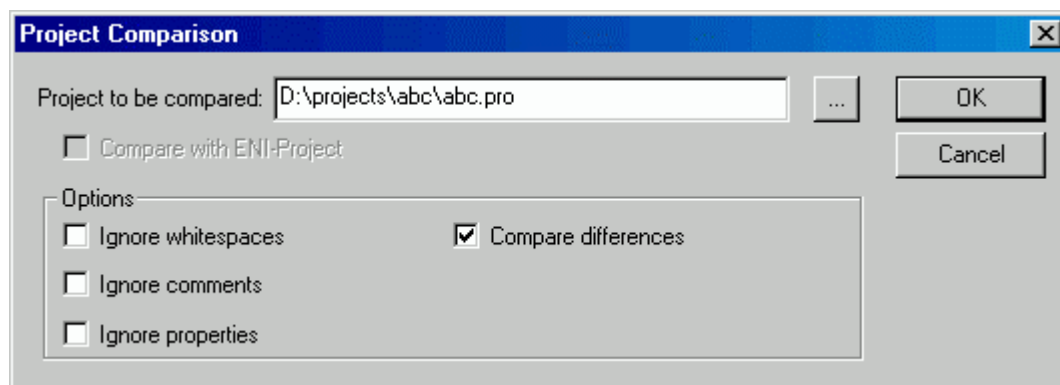 Project Comparison
Project to be compared: D:\projects\abc\abc.pro ... OK
Compare with ENI-Project Cancel
Options
Ignore whitespaces Compare differences
Ignore comments
Ignore properties